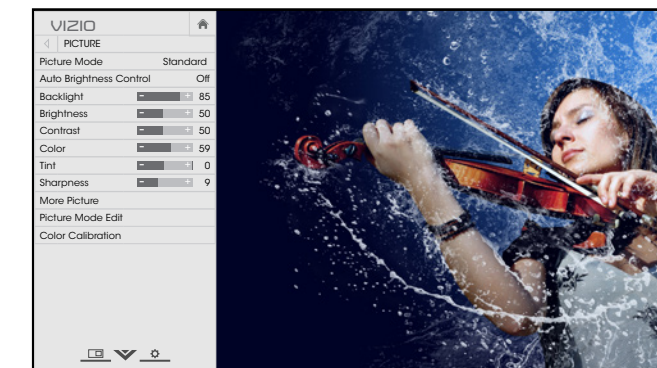 VIZIO
PICTURE
Picture Mode Standard
Auto Brightness Control Off
Backlight 85
Brightness 50
Contrast 50
Color 59
Tint 0
Sharpness 9
More Picture
Picture Mode Edit
Color Calibration